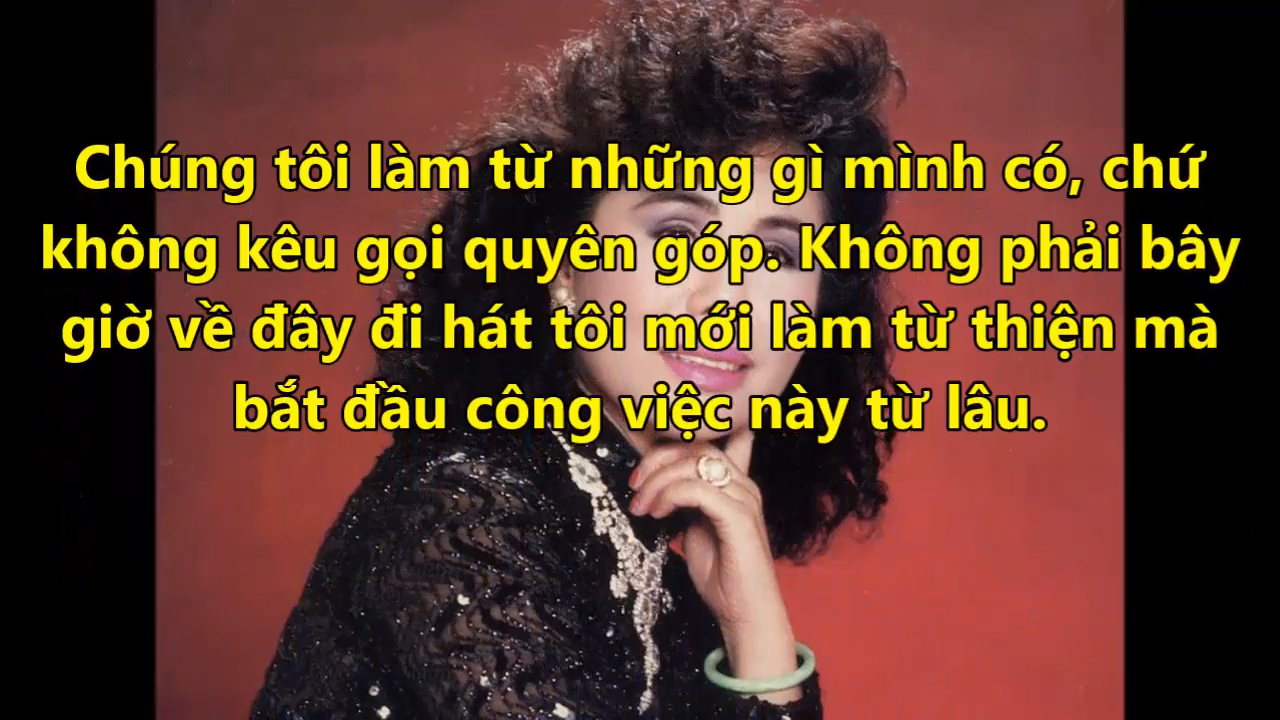 Chúng tôi làm từ những gì mình có, chứ
không kêu gọi quyên góp. Không phải bây
giờ về đây đi hát tôi mới làm từ thiện mà
bắt đầu công việc này từ lâu.